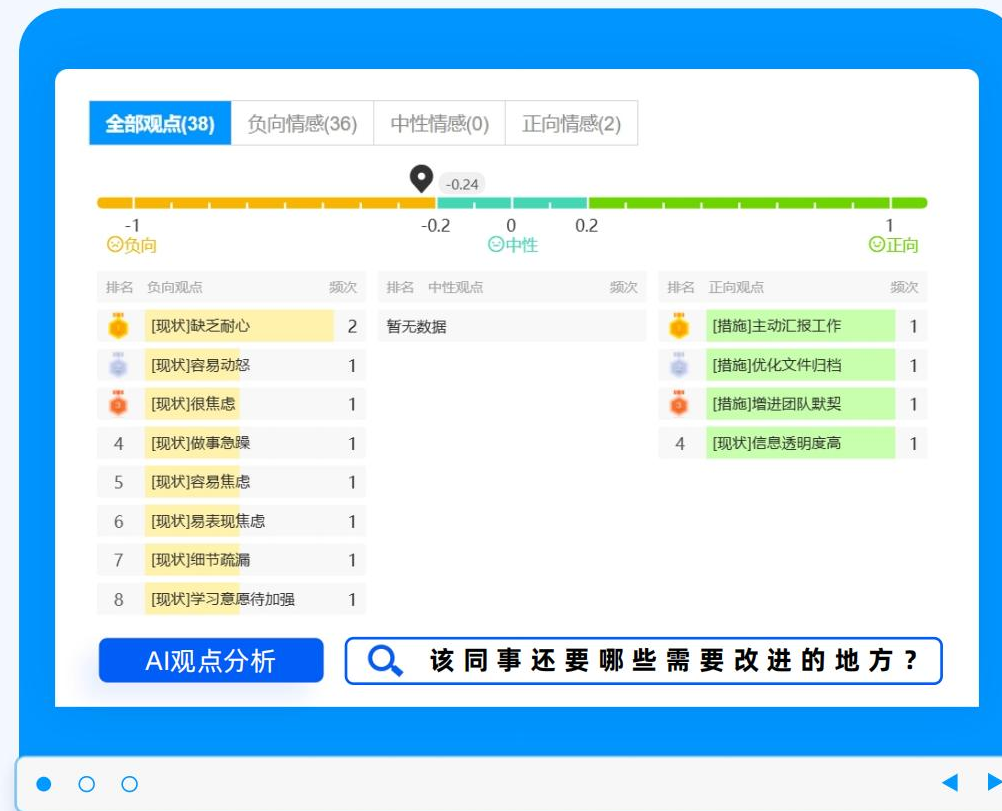 全部观点(38) 负向情感(36) 中性情感(0) 正向情感(2)
-0.24
-1 -0.2 0 0.2 1
负向 中性 正向
排名 负向观点 频次 排名 中性观点 频次 排名 正向观点 频次
[现状]缺乏耐心 2 暂无数据 [措施]主动汇报工作 1
[现状]容易动怒 1 [措施]优化文件归档 1
[现状]很焦虑 1 [措施]增进团队默契 1
4 [现状]做事急躁 1 4 [现状]信息透明度高 1
5 [现状]容易焦虑 1
6 [现状]易表现焦虑 1
7 [现状]细节疏漏 1
8 [现状]学习意愿待加强 1
AI观点分析 该同事还要哪些需要改进的地方?